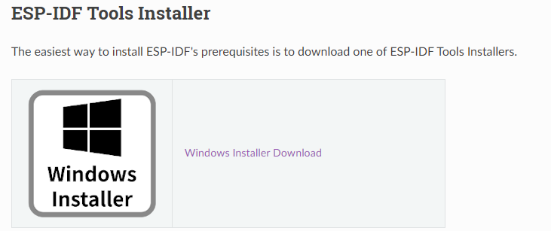 ESP-IDF Tools Installer
The easiest way to install ESP-IDF's prerequisites is to download one of ESP-IDF Tools Installers.
Windows
Installer
Windows Installer Download